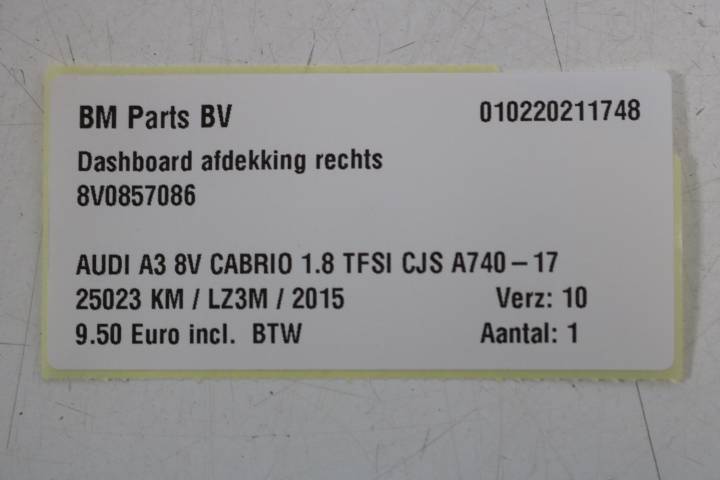 BM Parts BV 010220211748
Dashboard afdekking rechts
8V0857086
AUDI A3 8V CABRIO 1.8 TFSI CJS A740-17
25023 KM / LZ3M / 2015 Verz: 10
9.50 Euro incl. BTW Aantal: 1